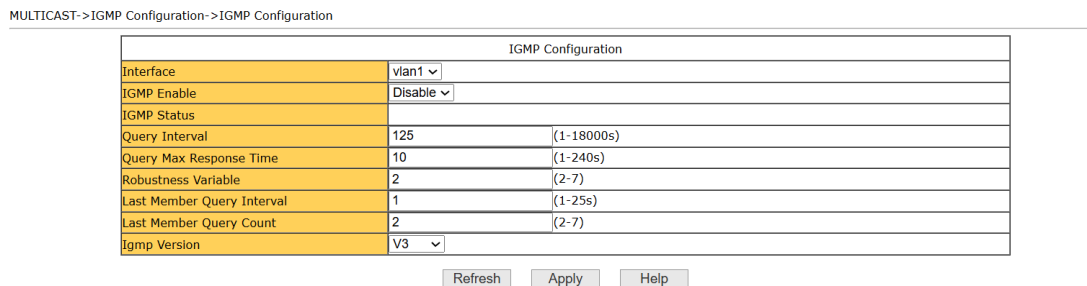 MULTICAST->IGMP Configuration->IGMP Configuration
IGMP Configuration
Interface vlan1
IGMP Enable Disable
IGMP Status
Query Interval 125 (1-18000s)
Query Max Response Time 10 (1-240s)
Robustness Variable 2 (2-7)
Last Member Query Interval 1 (1-25s)
Last Member Query Count 2 (2-7)
Igmp Version V3
Refresh Apply Help